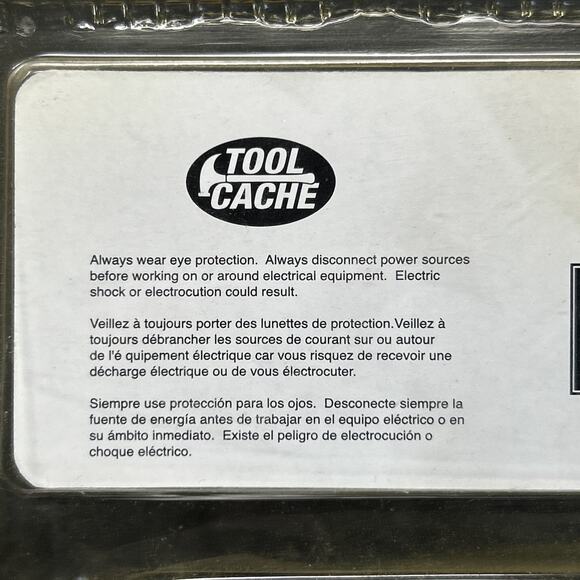 TOOL
CACHE
Always wear eye protection. Always disconnect power sources
before working on or around electrical equipment. Electric
shock or electrocution could result.
Veillez à toujours porter des lunettes de protection.Veillez à
toujours débrancher les sources de courant sur ou autour
de l'é quipement électrique car vous risquez de recevoir une
décharge électrique ou de vous électrocuter.
Siempre use protección para los ojos. Desconecte siempre la
fuente de energía antes de trabajar en el equipo eléctrico o en
su ámbito inmediato. Existe el peligro de electrocución o
choque eléctrico.